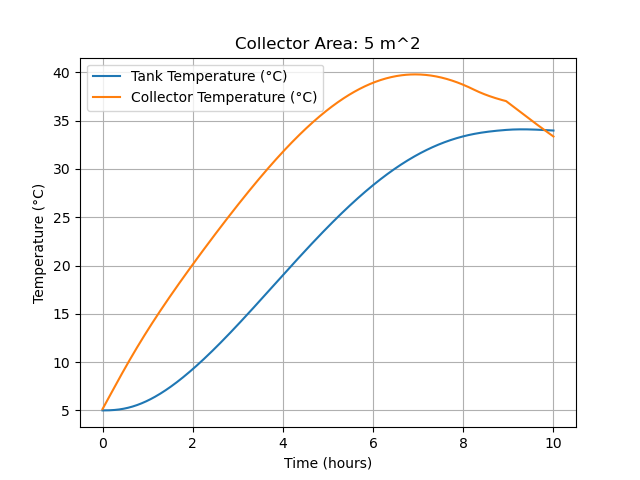 Collector Area: 5 m^2
Tank Temperature (°C)
Collector Temperature (°C)
40
35
30
25
20
15
10
5
Temperature (°C)
0 2 4 6 8 10
Time (hours)